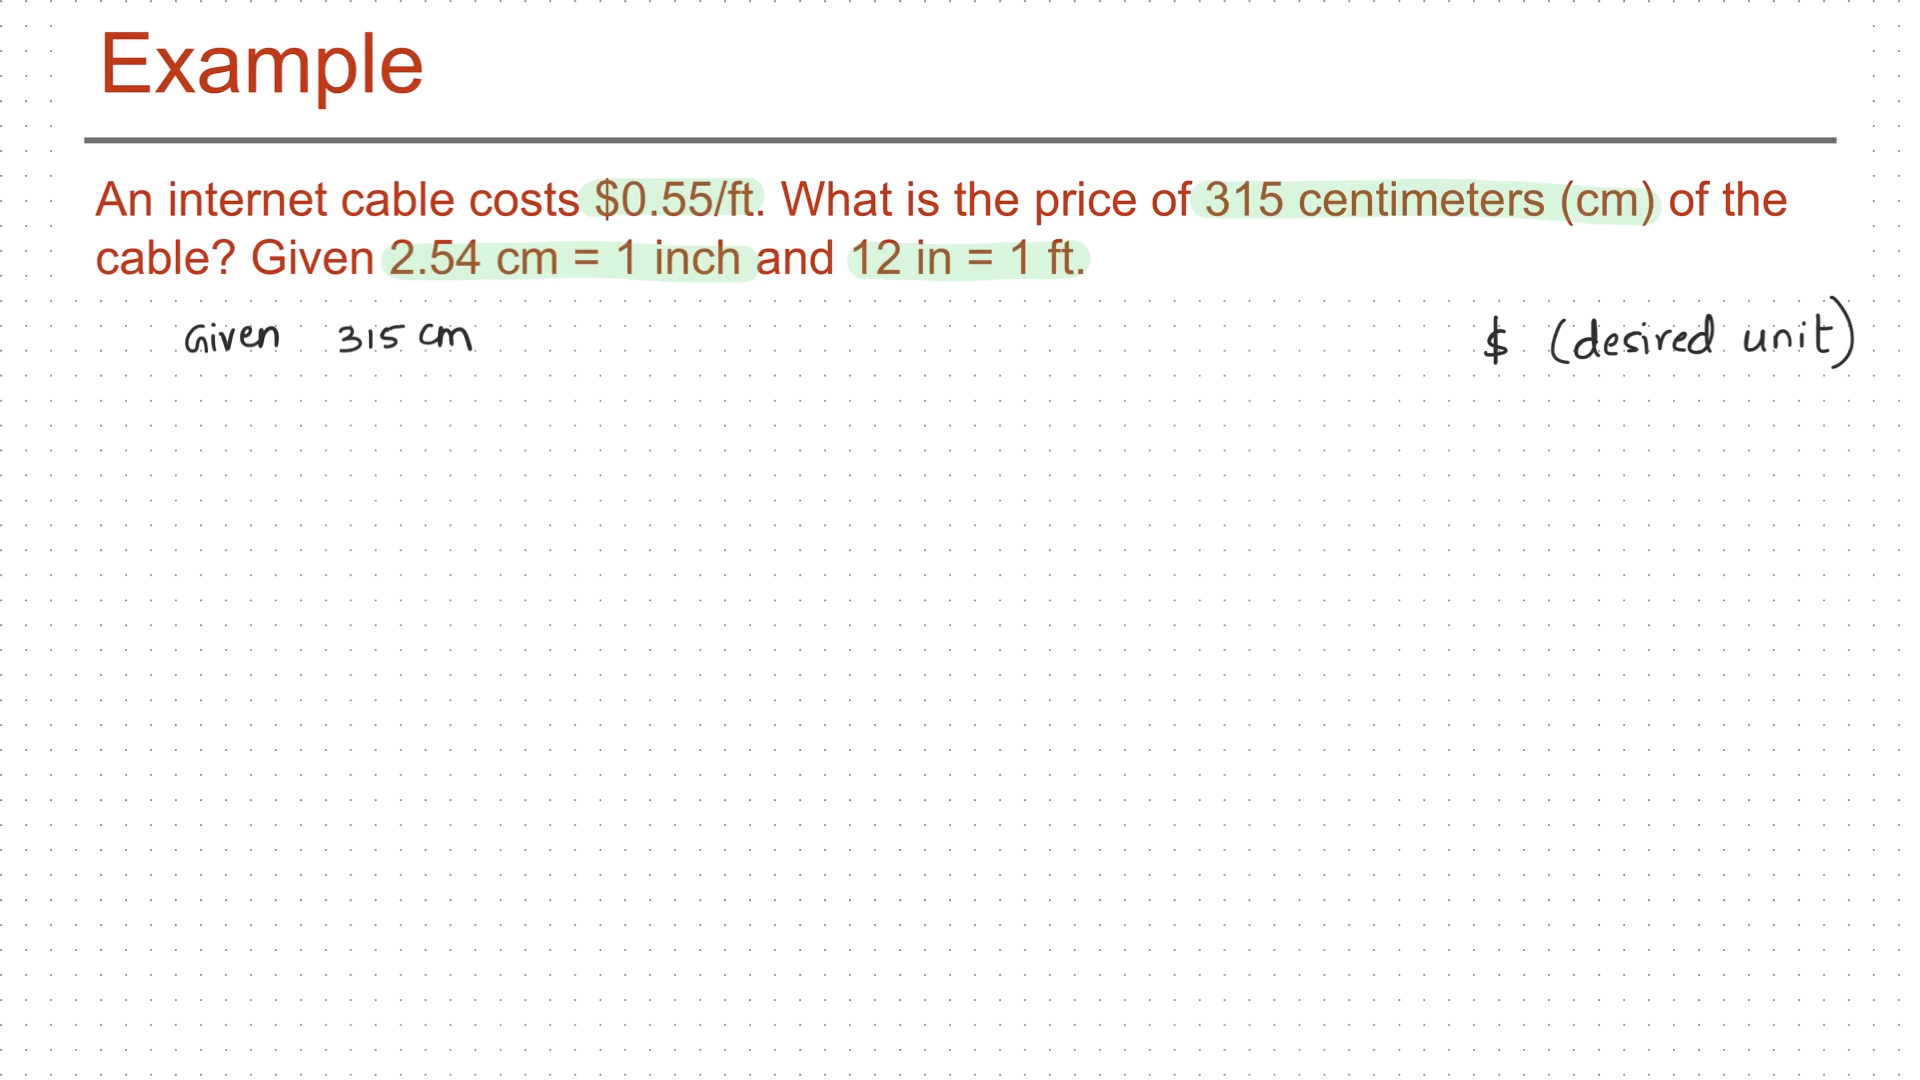 Example
An internet cable costs $0.55/ft. What is the price of 315 centimeters (cm) of the
cable? Given 2.54 cm = 1 inch and 12 in = 1 ft.
Given 315 cm $ (desired unit)